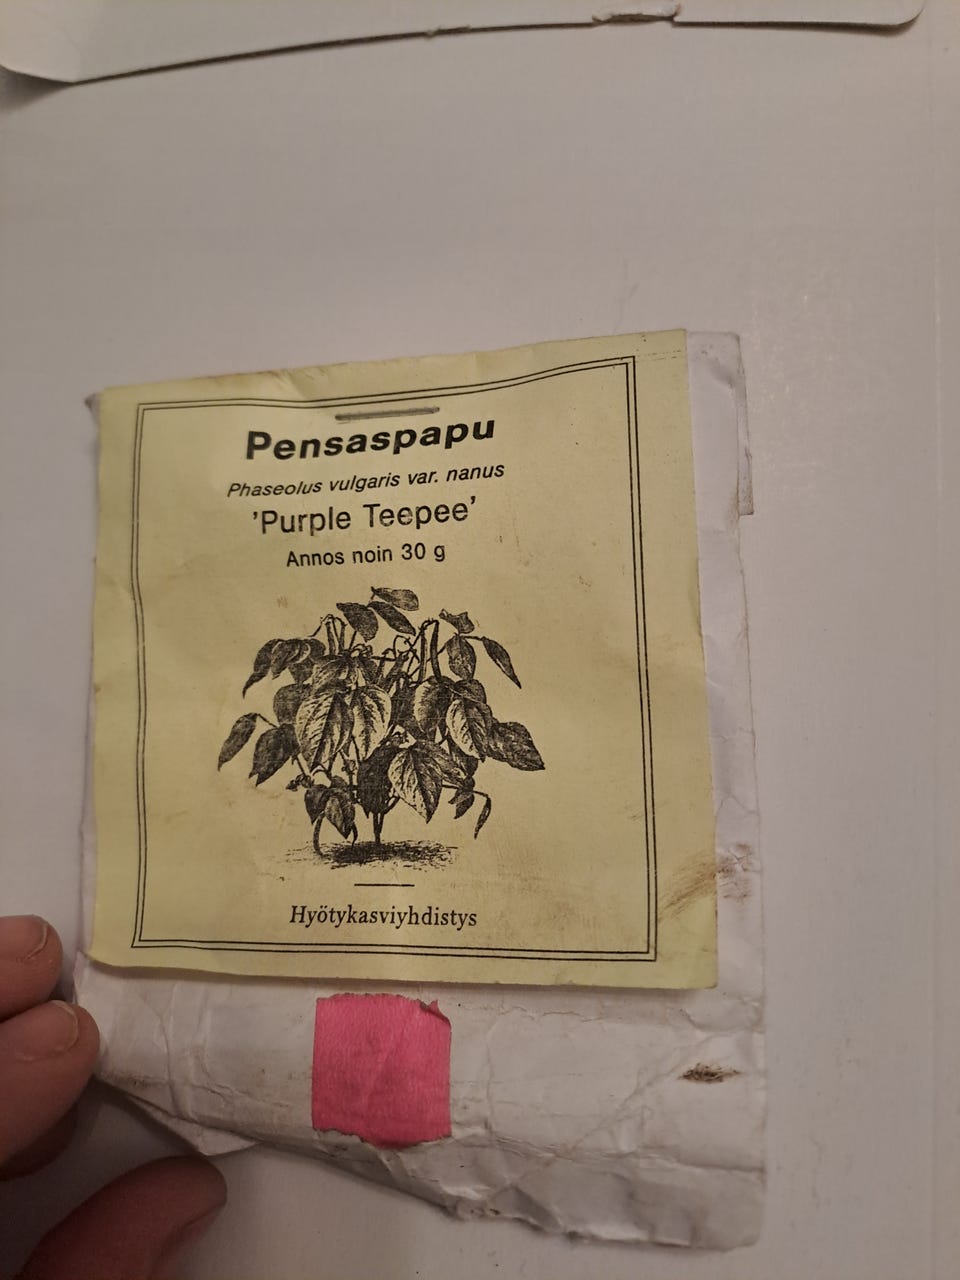 Pensaspapu
Phaseolus vulgaris var. nanus
'Purple Teepee'
Annos noin 30 g
Hyötykasviyhdistys